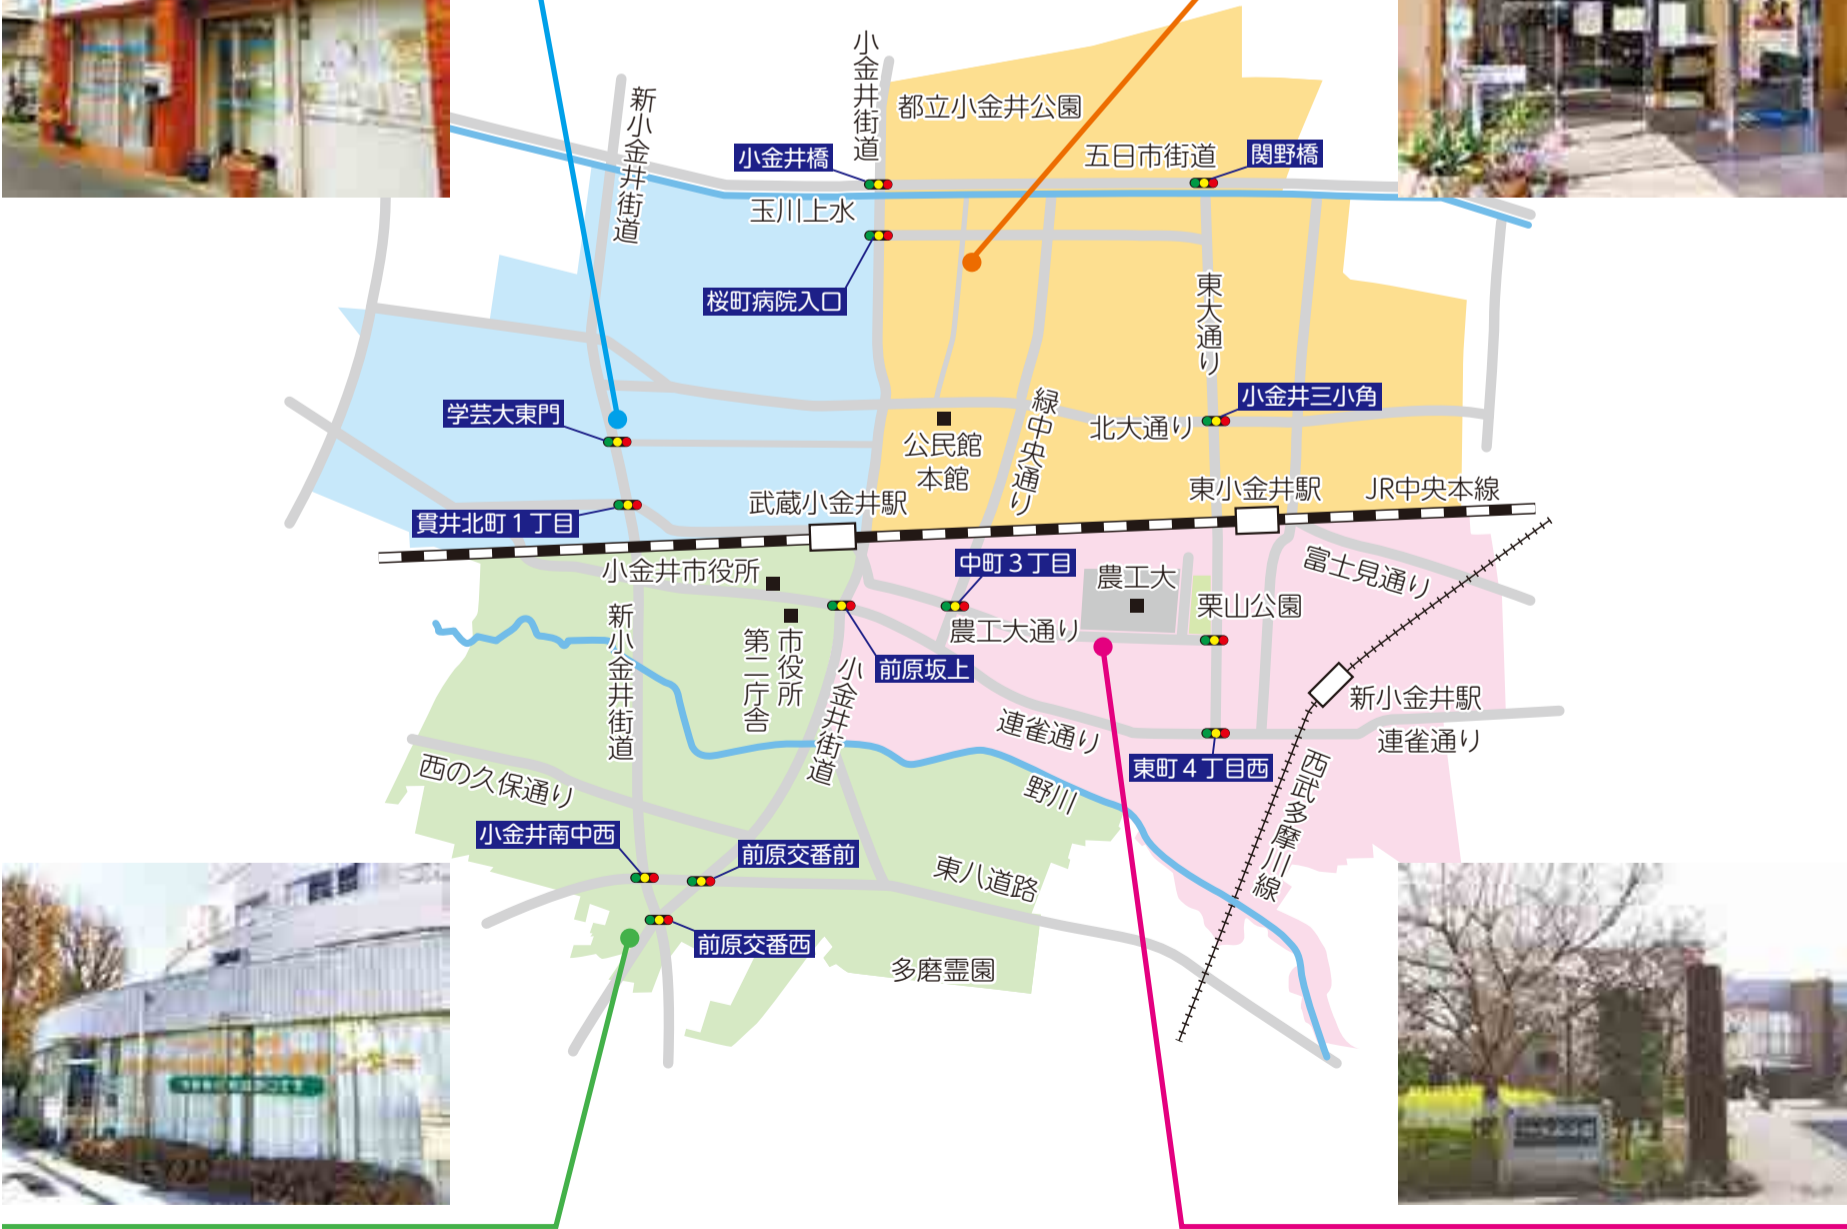 小金井街道
新小金井街道
都立小金井公園
小金井橋
五日市街道
関野橋
玉川上水
桜町病院入口
東大通り
小金井三小角
緑中央通り
学芸大東門
北大通り
公民館
本館
武蔵小金井駅
東小金井駅
JR中央本線
貫井北町1丁目
小金井市役所
中町3丁目
農工大
富士見通り
栗山公園
新小金井街道
市役所
第二庁舎
農工大通り
小金井街道
前原坂上
新小金井駅
連雀通り
連雀通り
西の久保通り
東町4丁目西
野川
西武多摩川線
小金井南中西
前原交番前
東八道路
前原交番西
多磨霊園